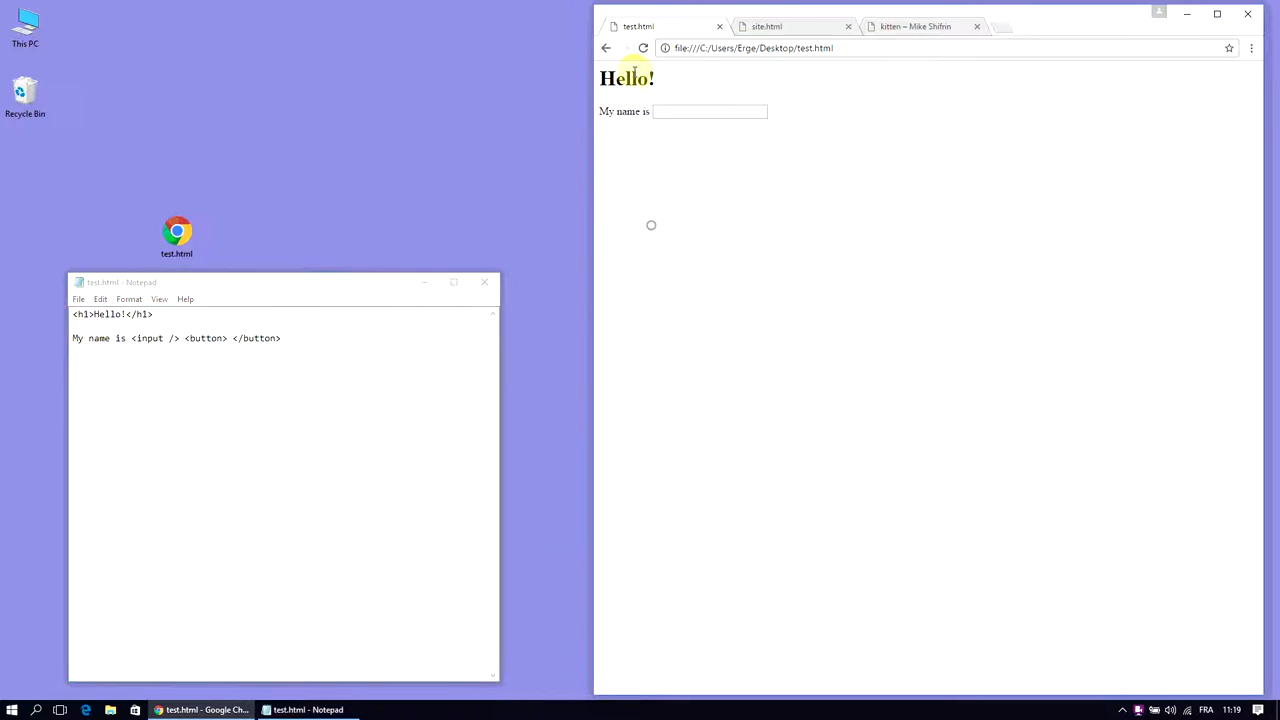 This PC
Recycle Bin
test.html
test.html - Notepad
File Edit Format View Help
<h1>Hello!</h1>
My name is <input /> <button> </button>
test.html
site.html
kitten – Mike Shifrin
file:///C:/Users/Erge/Desktop/test.html
Hello!
My name is
test.html - Google Ch...
test.html - Notepad
FRA
11:19